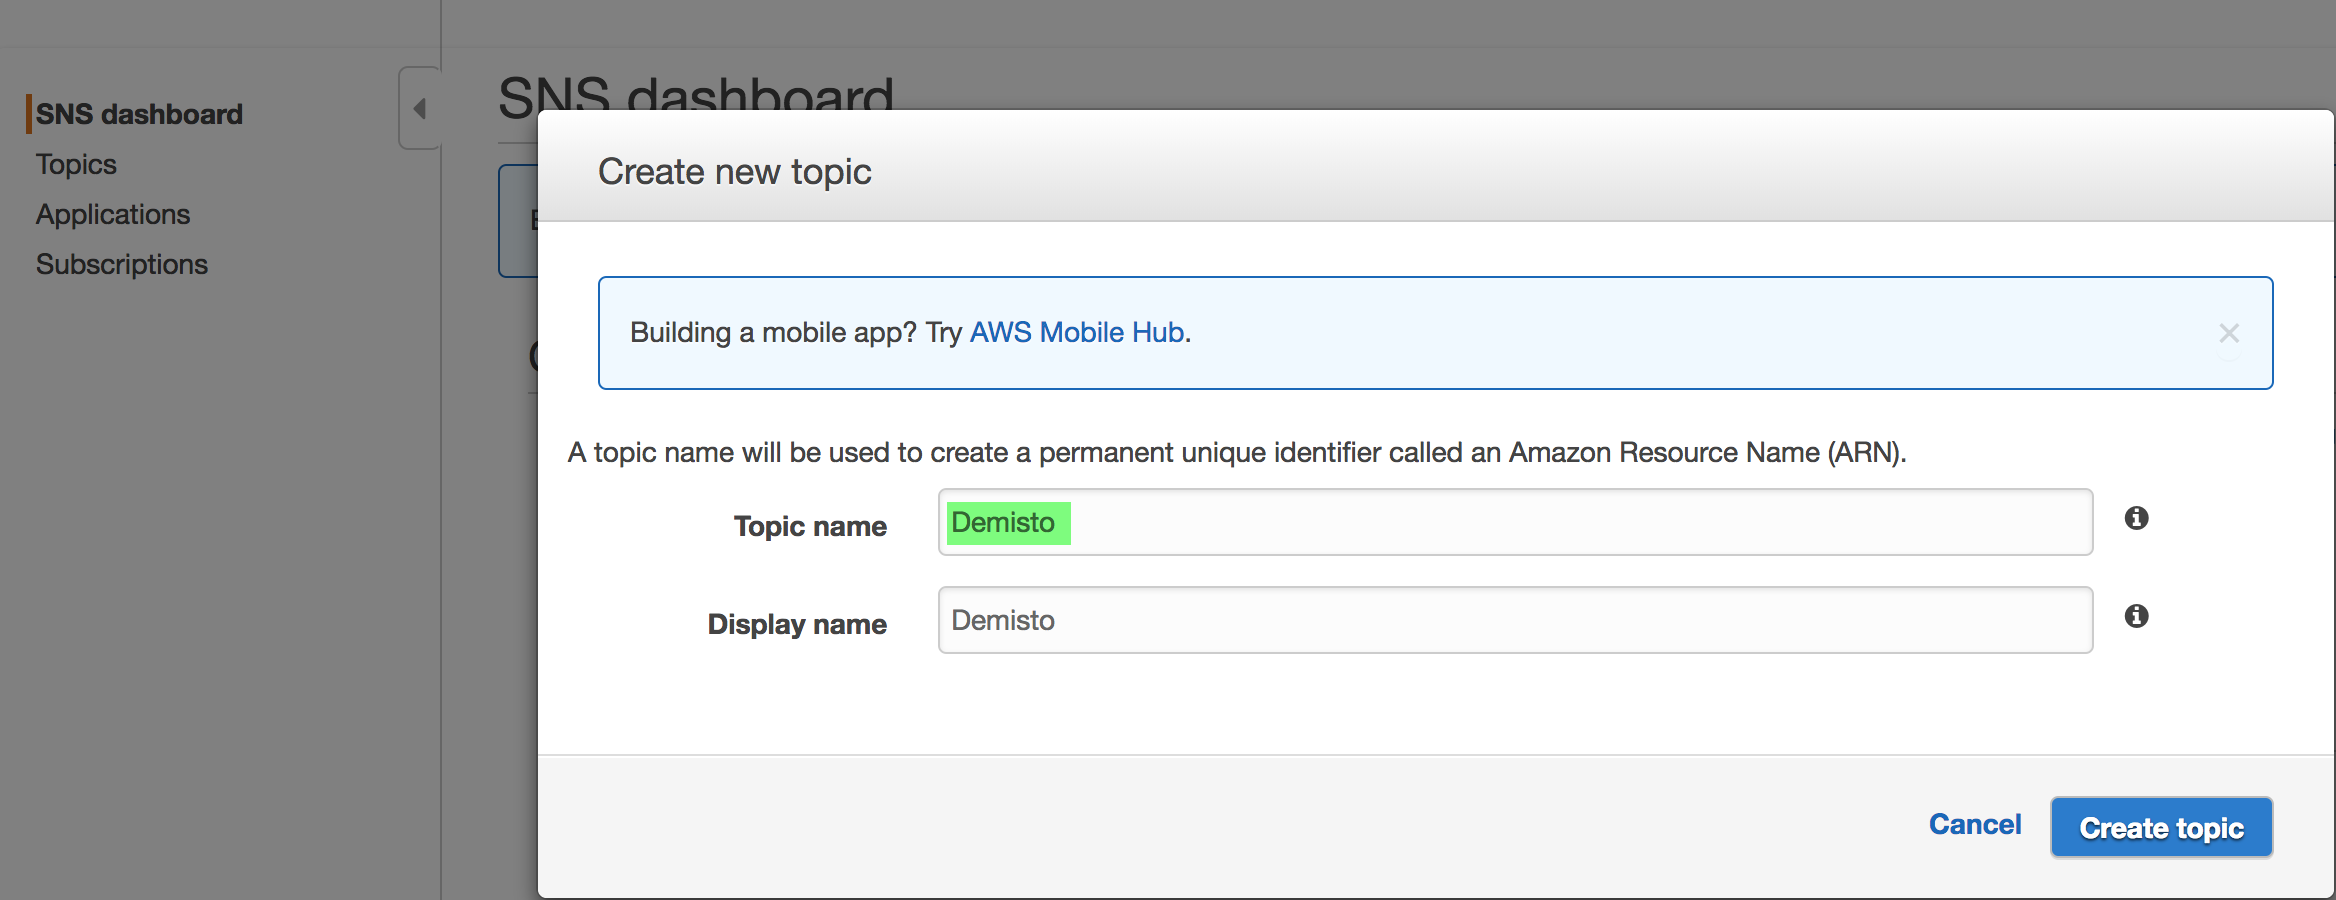 SNS dashboard
Topics
Applications
Subscriptions
SNS dashboard
Create new topic
Building a mobile app? Try AWS Mobile Hub.
A topic name will be used to create a permanent unique identifier called an Amazon Resource Name (ARN).
Topic name Demisto
Display name Demisto
Cancel Create topic